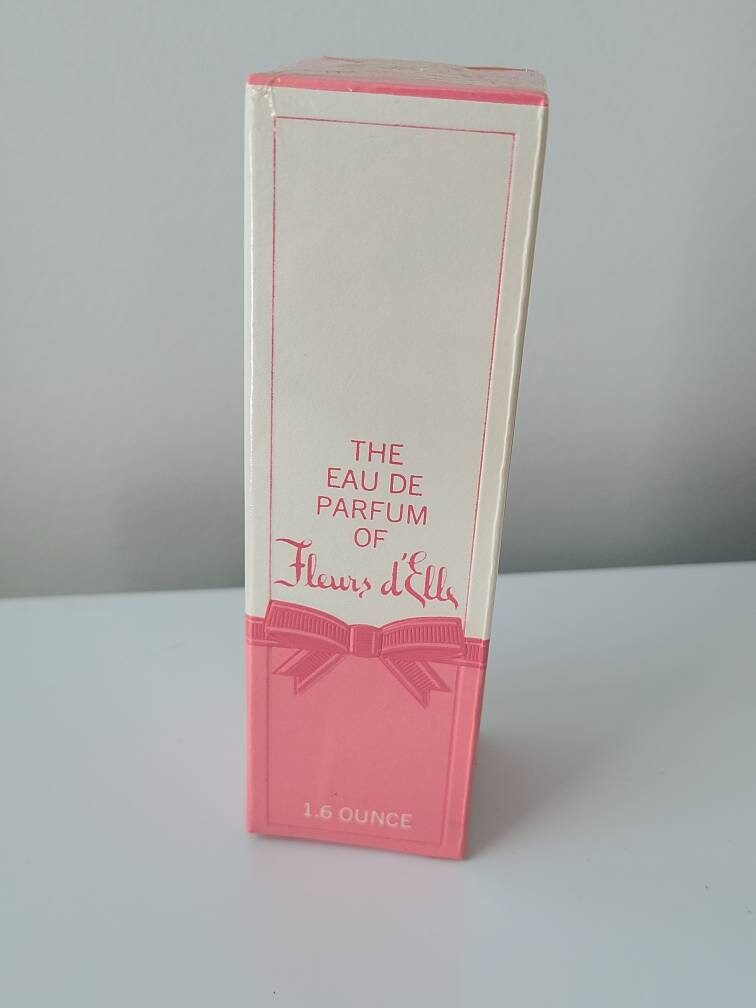 THE
EAU DE
PARFUM
OF
Fleurs d'Elle
1.6 OUNCE